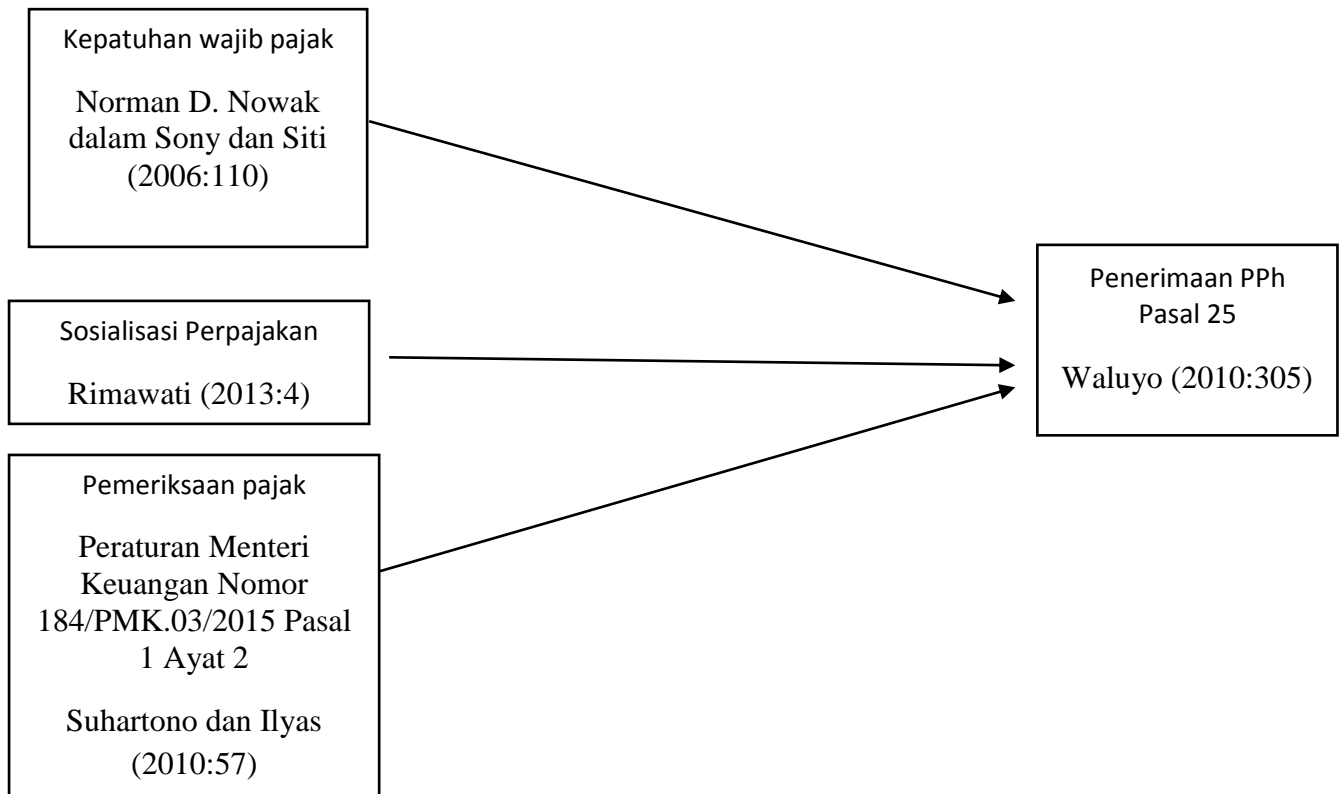 Kepatuhan wajib pajak
Norman D. Nowak
dalam Sony dan Siti
(2006:110)
Sosialisasi Perpajakan
Rimawati (2013:4)
Pemeriksaan pajak
Peraturan Menteri
Keuangan Nomor
184/PMK.03/2015 Pasal
1 Ayat 2
Suhartono dan Ilyas
(2010:57)
Penerimaan PPh
Pasal 25
Waluyo (2010:305)